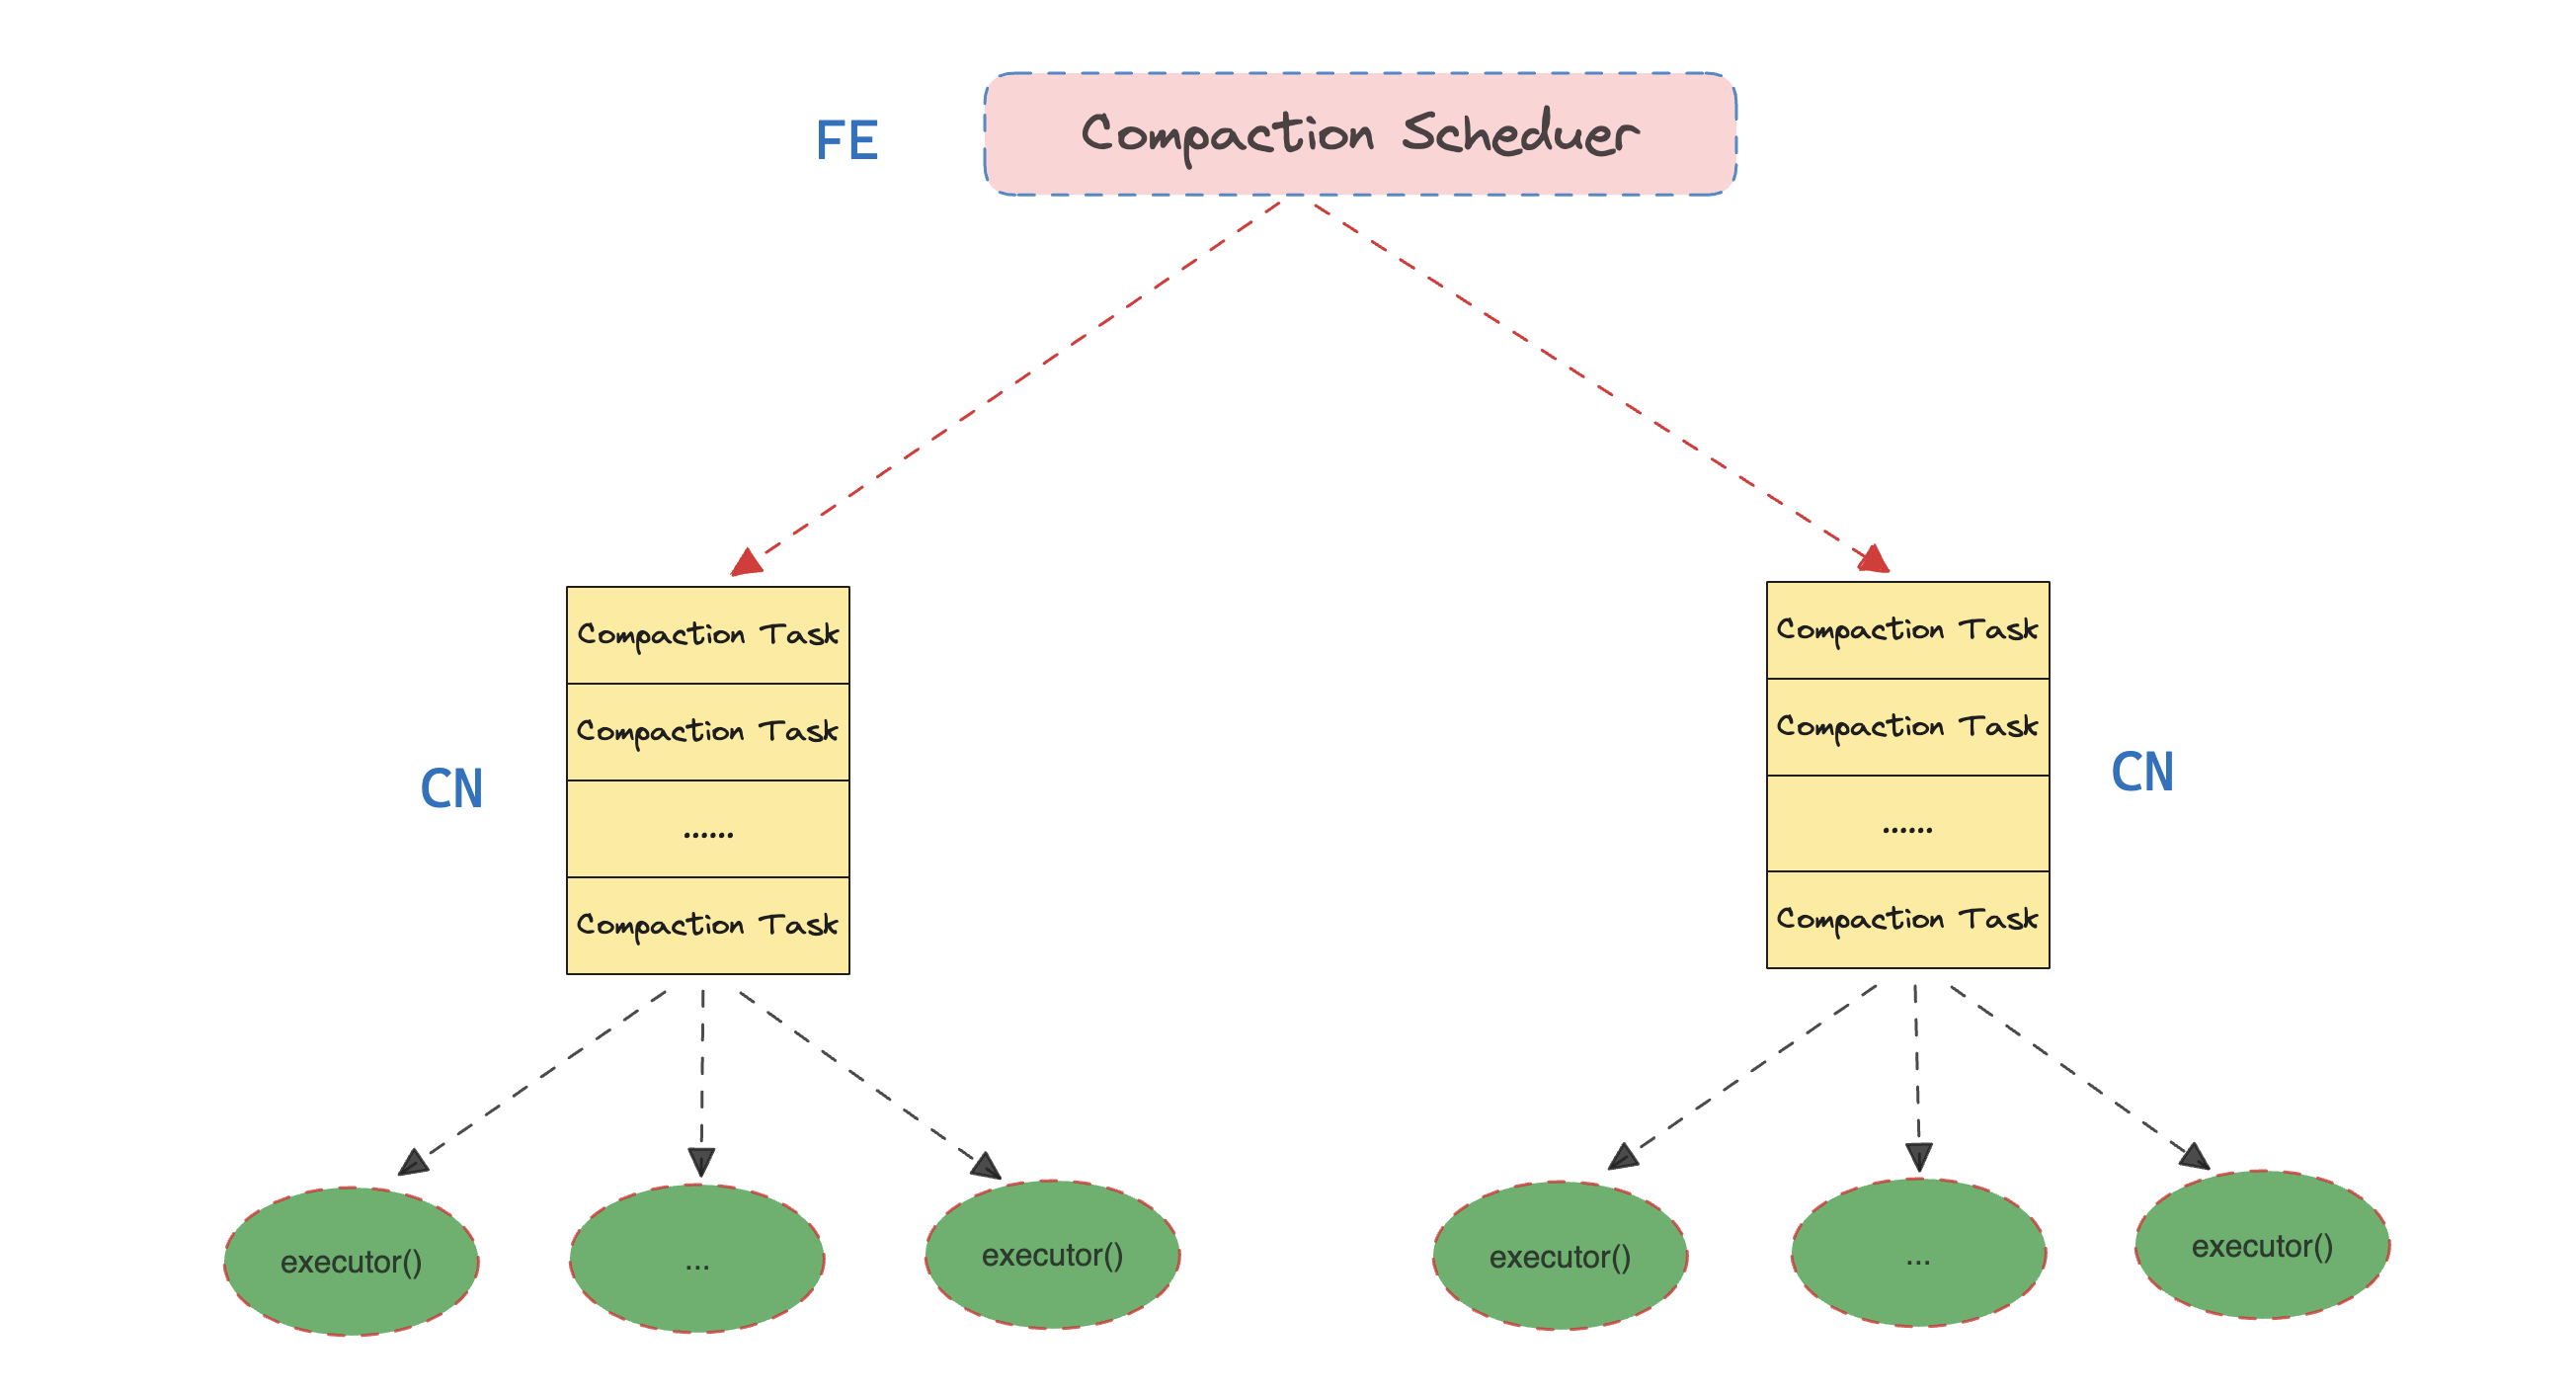 FE
Compaction Scheduer
Compaction Task
Compaction Task
......
Compaction Task
CN
Compaction Task
Compaction Task
......
Compaction Task
CN
executor()
...
executor()
executor()
...
executor()